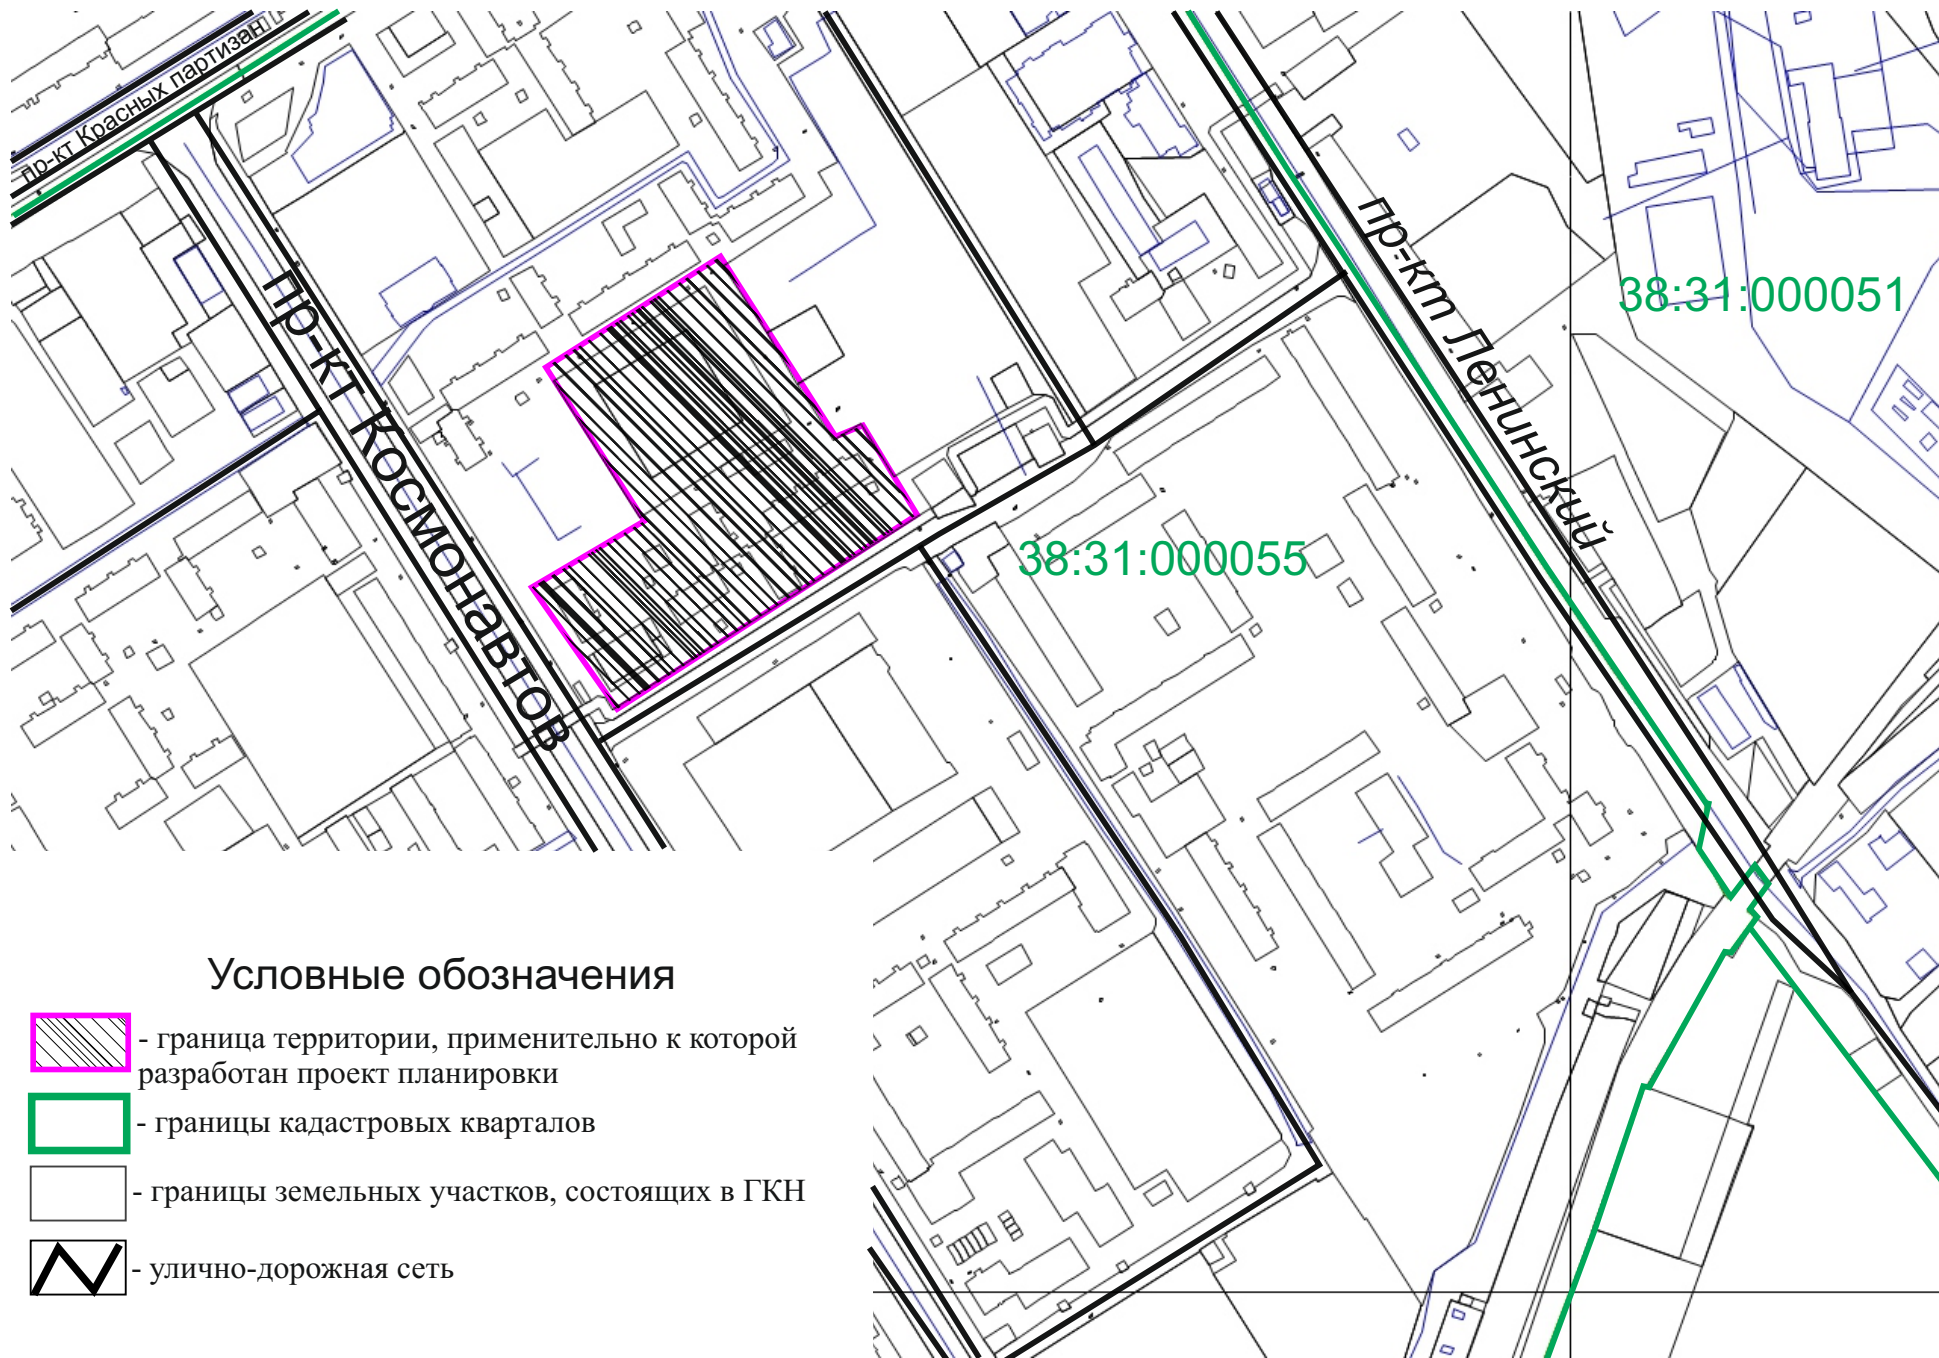 пр-кт Красных партизан
пр-кт Космонавтов
пр-кт Ленинский
38:31:000051
38:31:000055
Условные обозначения
- граница территории, применительно к которой
разработан проект планировки
- границы кадастровых кварталов
- границы земельных участков, состоящих в ГКН
- улично-дорожная сеть